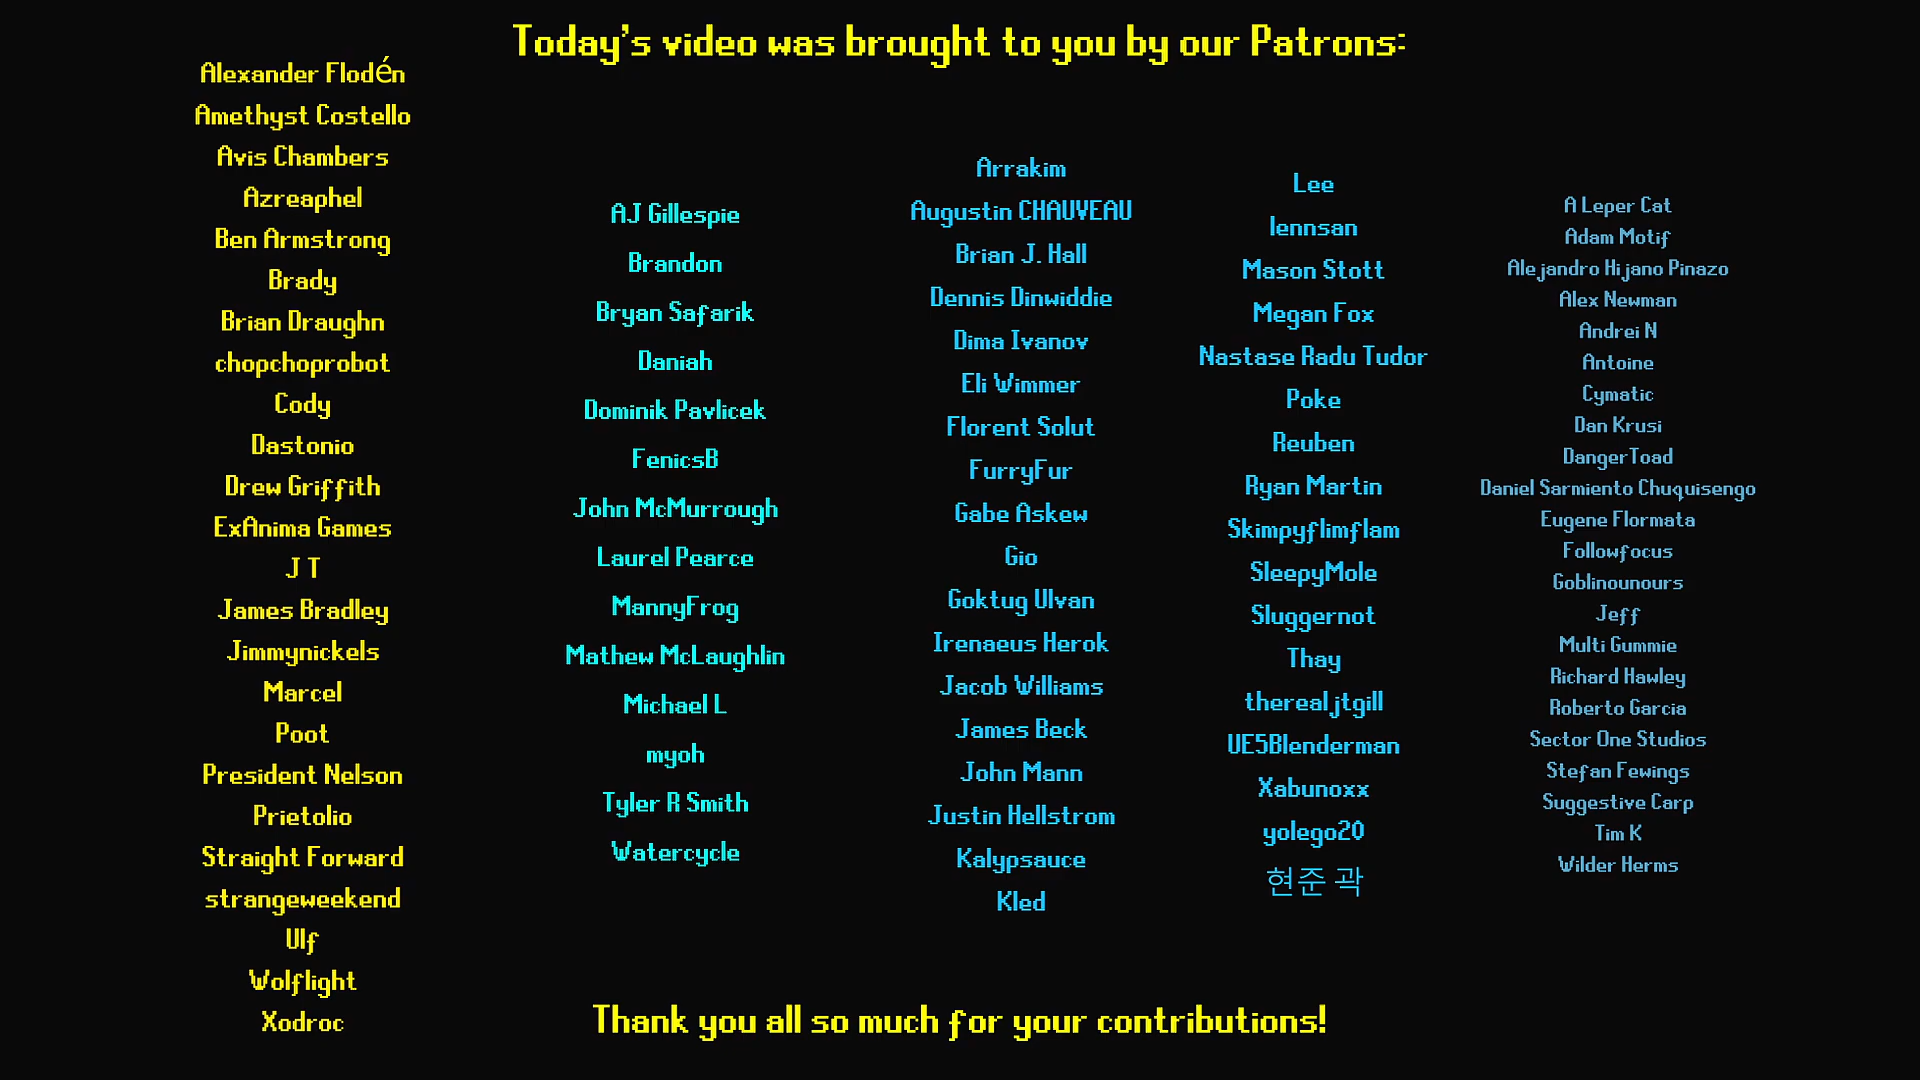 Today's video was brought to you by our Patrons:
Alexander Flodén
Amethyst Costello
Avis Chambers
Azreaphel
Ben Armstrong
Brady
Brian Draughn
chopchoprobot
Cody
Dastonio
Drew Griffith
ExAnima Games
J T
James Bradley
Jimmynickels
Marcel
Poot
President Nelson
Prietolio
Straight Forward
strangeweekend
Ulf
Wolflight
Xodroc
AJ Gillespie
Brandon
Bryan Safarik
Daniah
Dominik Pavlicek
FenicsB
John McMurrough
Laurel Pearce
MannyFrog
Mathew McLaughlin
Michael L
myoh
Tyler R Smith
Watercycle
Arrakim
Augustin CHAUVEAU
Brian J. Hall
Dennis Dinwiddie
Dima Ivanov
Eli Wimmer
Florent Solut
FurryFur
Gabe Askew
Gio
Goktug Ulvan
Irenaeus Herok
Jacob Williams
James Beck
John Mann
Justin Hellstrom
Kalypsauce
Kled
Lee
lennsan
Mason Stott
Megan Fox
Nastase Radu Tudor
Poke
Reuben
Ryan Martin
Skimpyflimflam
SleepyMole
Sluggernot
Thay
therealjtgill
UE5Blenderman
Xabunoxx
yolego20
현준 곽
A Leper Cat
Adam Motif
Alejandro Hijano Pinazo
Alex Newman
Andrei N
Antoine
Cymatic
Dan Krusi
DangerToad
Daniel Sarmiento Chuquisengo
Eugene Flormata
Followfocus
Goblinounours
Jeff
Multi Gummie
Richard Hawley
Roberto Garcia
Sector One Studios
Stefan Fewings
Suggestive Carp
Tim K
Wilder Herms
Thank you all so much for your contributions!